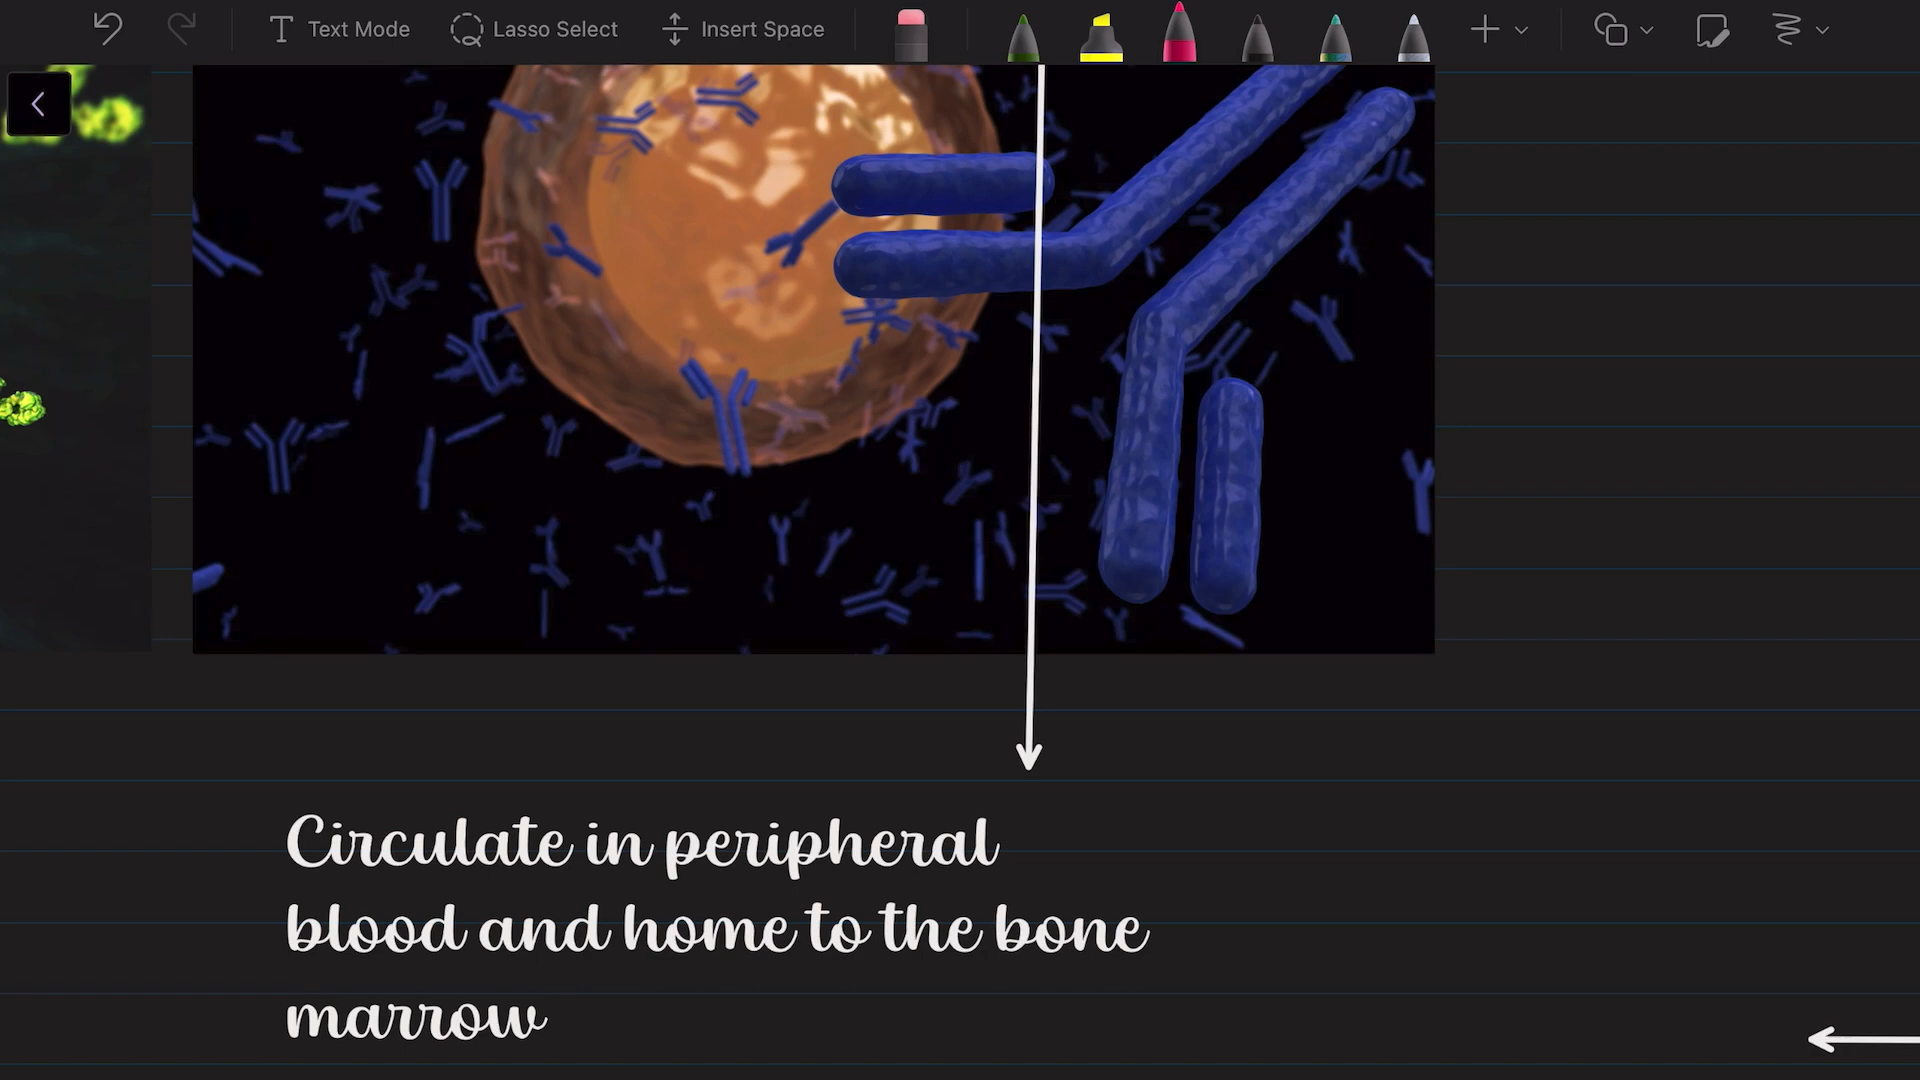 Text Mode Lasso Select Insert Space
Circulate in peripheral
blood and home to the bone
marrow